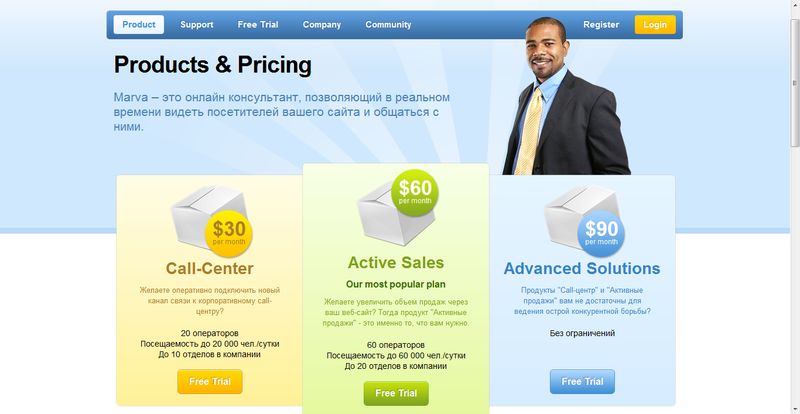 Product Support Free Trial Company Community Register Login
Products & Pricing
Marva – это онлайн консультант, позволяющий в реальном
времени видеть посетителей вашего сайта и общаться с
ними.
$30
per month
Call-Center
Желаете оперативно подключить новый
канал связи к корпоративному call-
центру?
20 операторов
Посещаемость до 20 000 чел./сутки
До 10 отделов в компании
Free Trial
$60
per month
Active Sales
Our most popular plan
Желаете увеличить объем продаж через
ваш веб-сайт? Тогда продукт "Активные
продажи" - это именно то, что вам нужно.
60 операторов
Посещаемость до 60 000 чел./сутки
До 20 отделов в компании
Free Trial
$90
per month
Advanced Solutions
Продукты "Call-центр" и "Активные
продажи" вам не достаточны для
ведения острой конкурентной борьбы?
Без ограничений
Free Trial